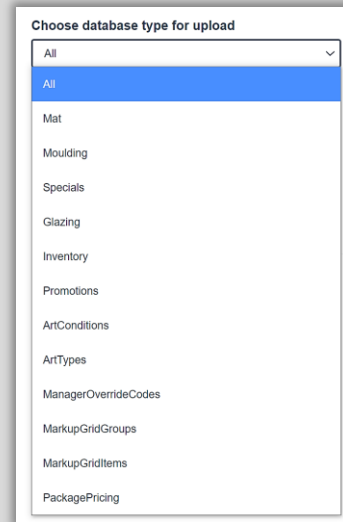 Choose database type for upload
All
All
Mat
Moulding
Specials
Glazing
Inventory
Promotions
ArtConditions
ArtTypes
ManagerOverrideCodes
MarkupGridGroups
MarkupGridItems
PackagePricing